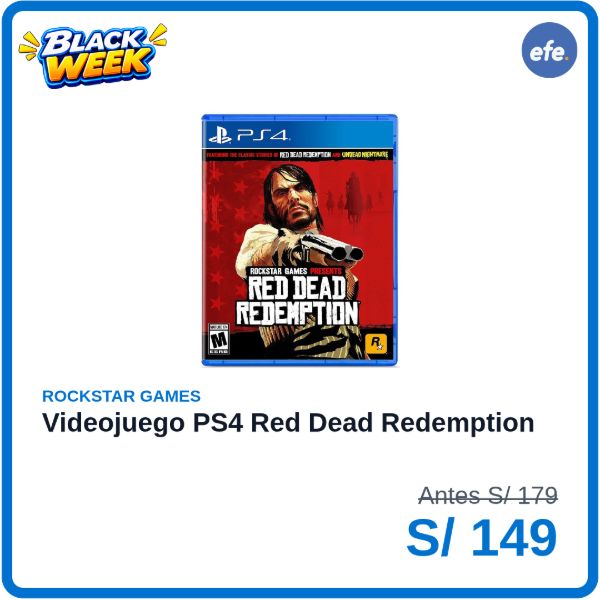 BLACK
WEEK
efe.
PS4
FEATURING THE CLASSIC STORIES OF RED DEAD REDEMPTION AND UNDEAD NIGHTMARE
ROCKSTAR GAMES PRESENTS
RED DEAD
REDEMPTION
M
R
ROCKSTAR GAMES
Videojuego PS4 Red Dead Redemption
Antes S/ 179
S/ 149